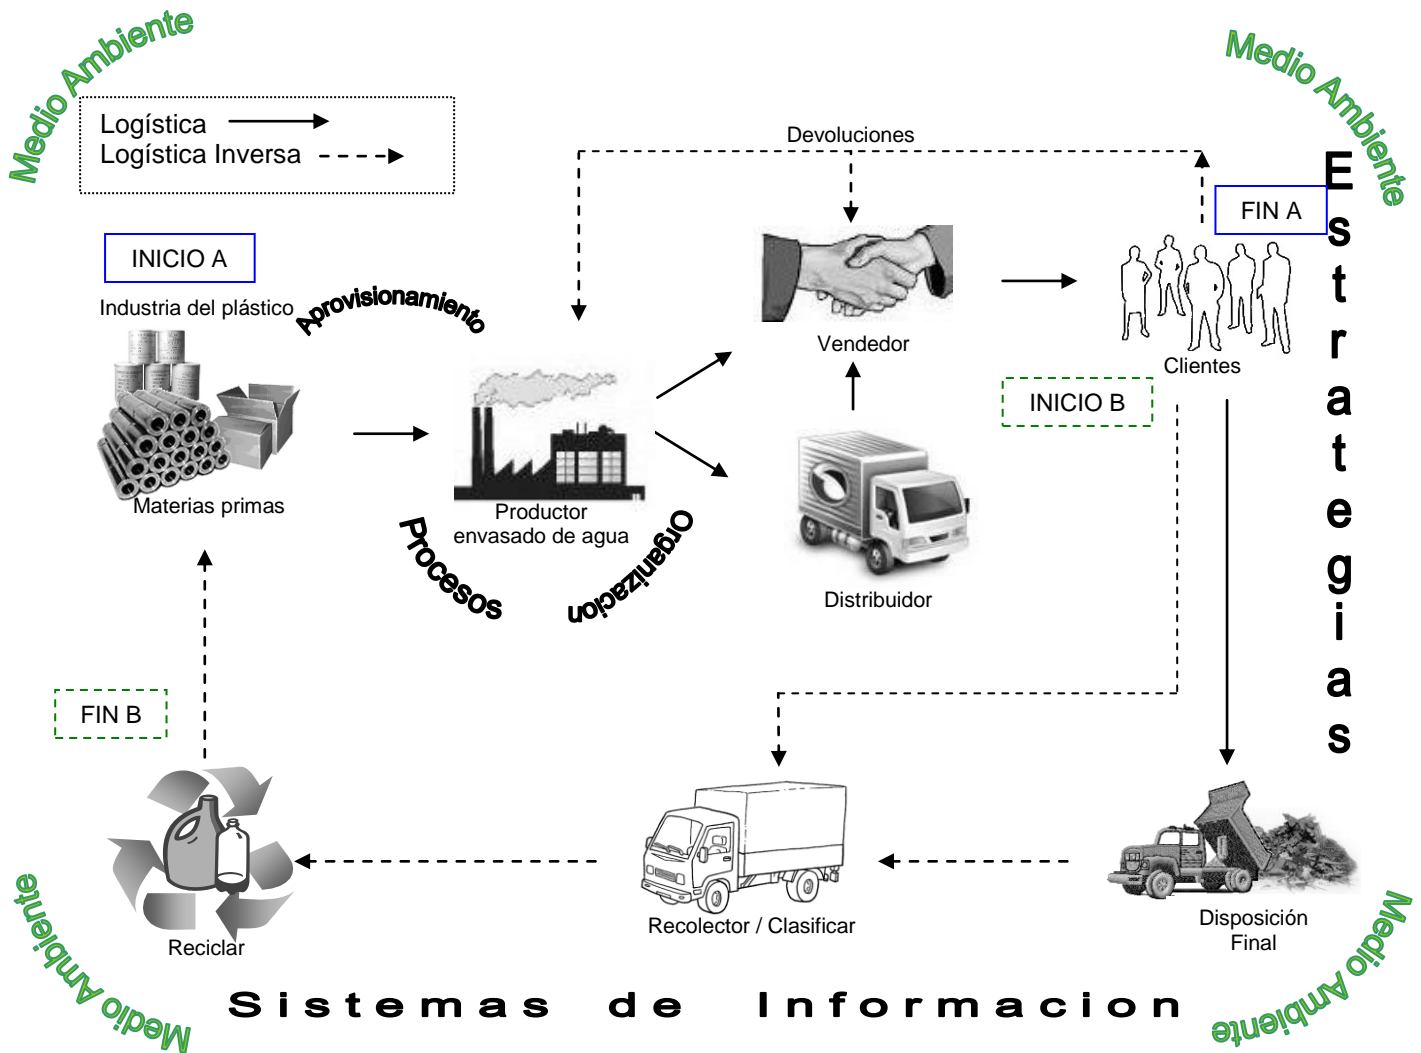 Medio Ambiente
Medio Ambiente
Logística
Logística Inversa
Devoluciones
Estrategias
FIN A
INICIO A
Industria del plástico
Aprovisionamiento
Vendedor
Clientes
INICIO B
Materias primas
Productor
envasado de agua
Procesos
Organizacion
Distribuidor
FIN B
Reciclar
Recolector / Clasificar
Disposición
Final
Medio Ambiente
Medio Ambiente
Sistemas de Informacion